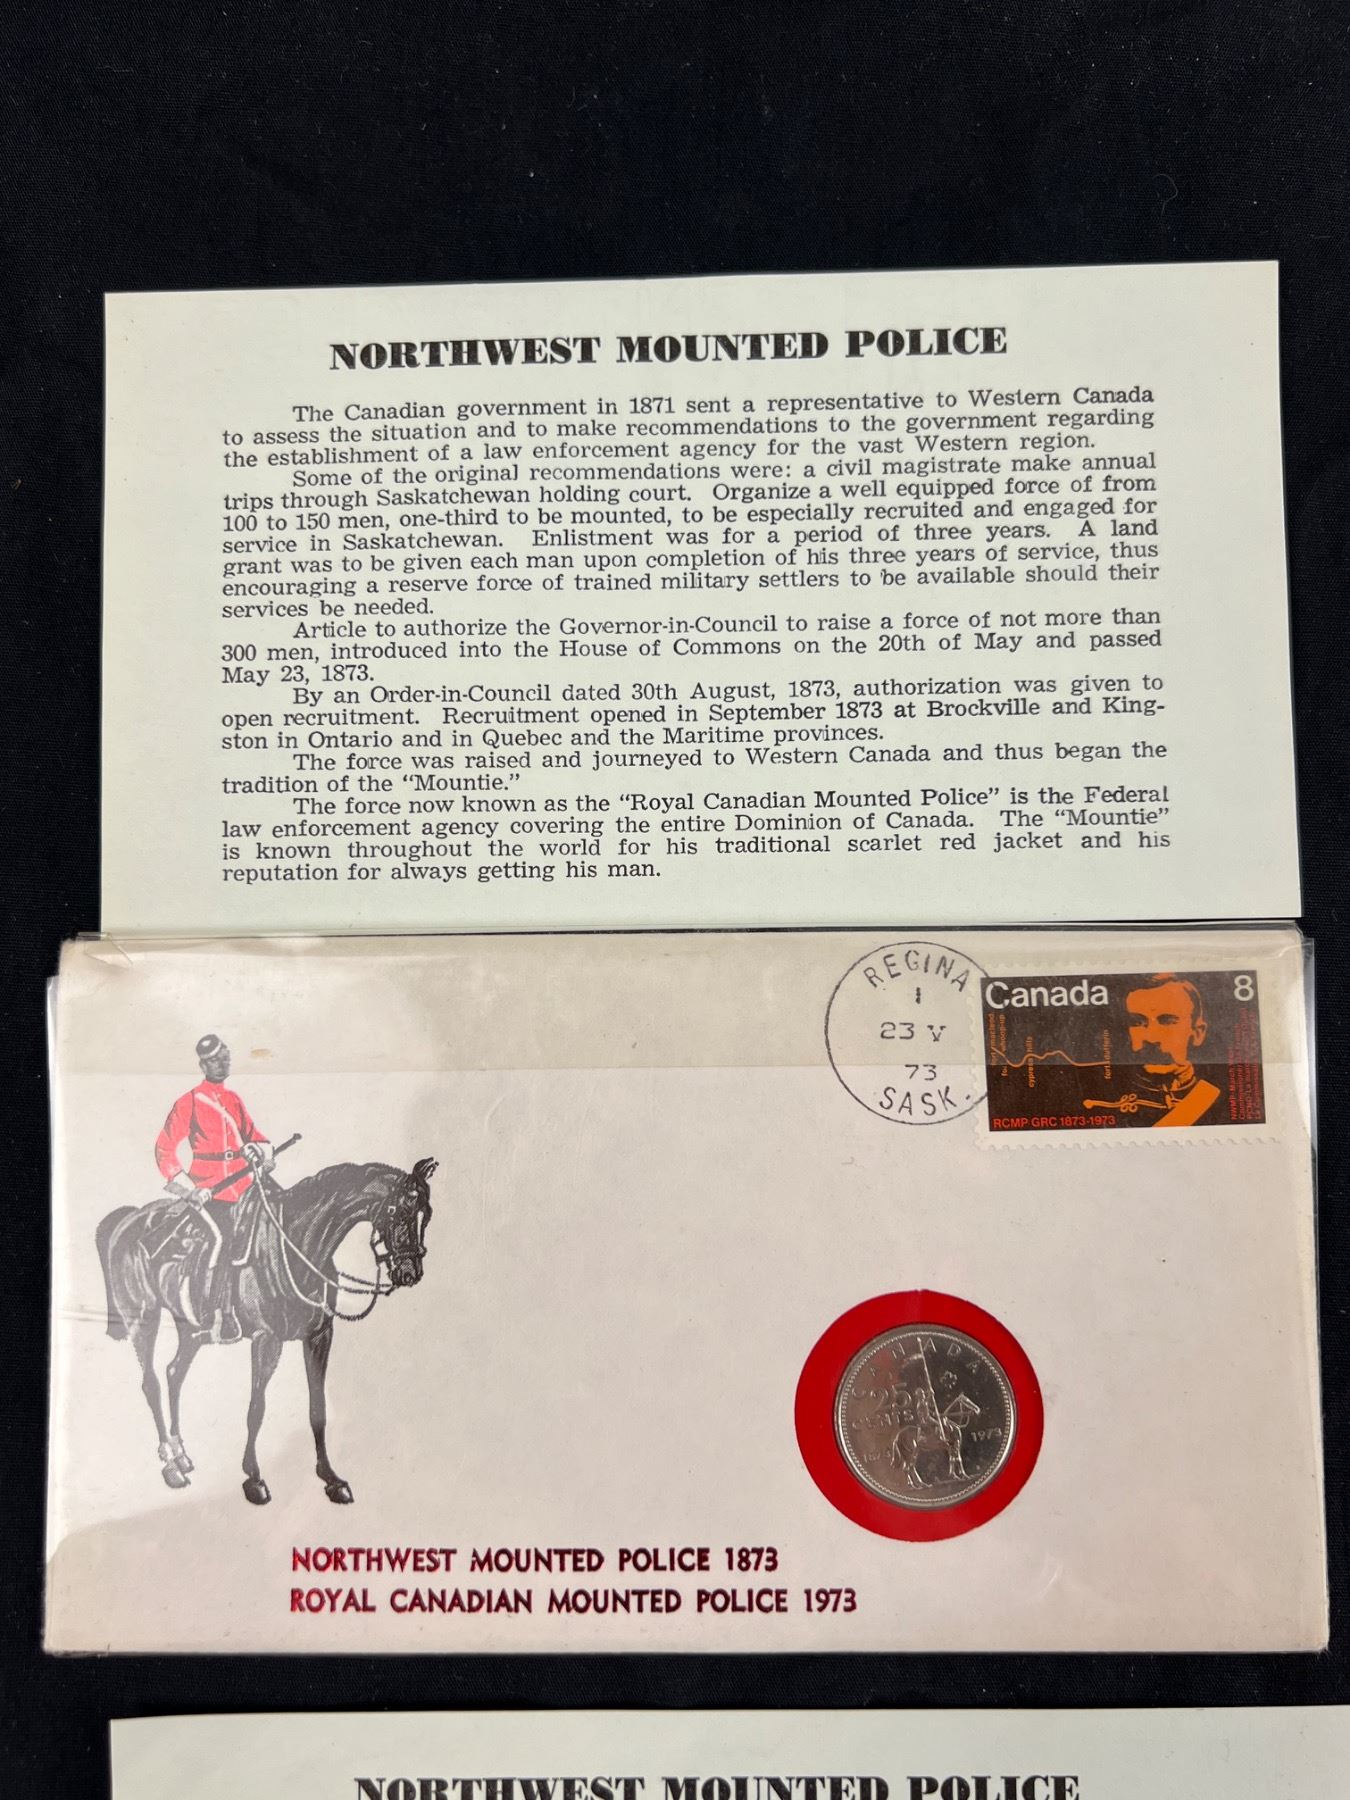 NORTHWEST MOUNTED POLICE
The Canadian government in 1871 sent a representative to Western Canada
to assess the situation and to make recommendations to the government regarding
the establishment of a law enforcement agency for the vast Western region.
Some of the original recommendations were: a civil magistrate make annual
trips through Saskatchewan holding court. Organize a well equipped force of from
100 to 150 men, one-third to be mounted, to be especially recruited and engaged for
service in Saskatchewan. Enlistment was for a period of three years. A land
grant was to be given each man upon completion of his three years of service, thus
encouraging a reserve force of trained military settlers to be available should their
services be needed.
Article to authorize the Governor-in-Council to raise a force of not more than
300 men, introduced into the House of Commons on the 20th of May and passed
May 23, 1873.
By an Order-in-Council dated 30th August, 1873, authorization was given to
open recruitment. Recruitment opened in September 1873 at Brockville and King-
ston in Ontario and in Quebec and the Maritime provinces.
The force was raised and journeyed to Western Canada and thus began the
tradition of the "Mountie."
The force now known as the "Royal Canadian Mounted Police" is the Federal
law enforcement agency covering the entire Dominion of Canada. The "Mountie"
is known throughout the world for his traditional scarlet red jacket and his
reputation for always getting his man.
REGINA
1
23 V
73
SASK.
Canada 8
cypress hills
fort dufferin
RCMP GRC 1873-1973
CANADA
25
CENTS
1873 1973
NORTHWEST MOUNTED POLICE 1873
ROYAL CANADIAN MOUNTED POLICE 1973
NORTHWEST MOUNTED POLICE